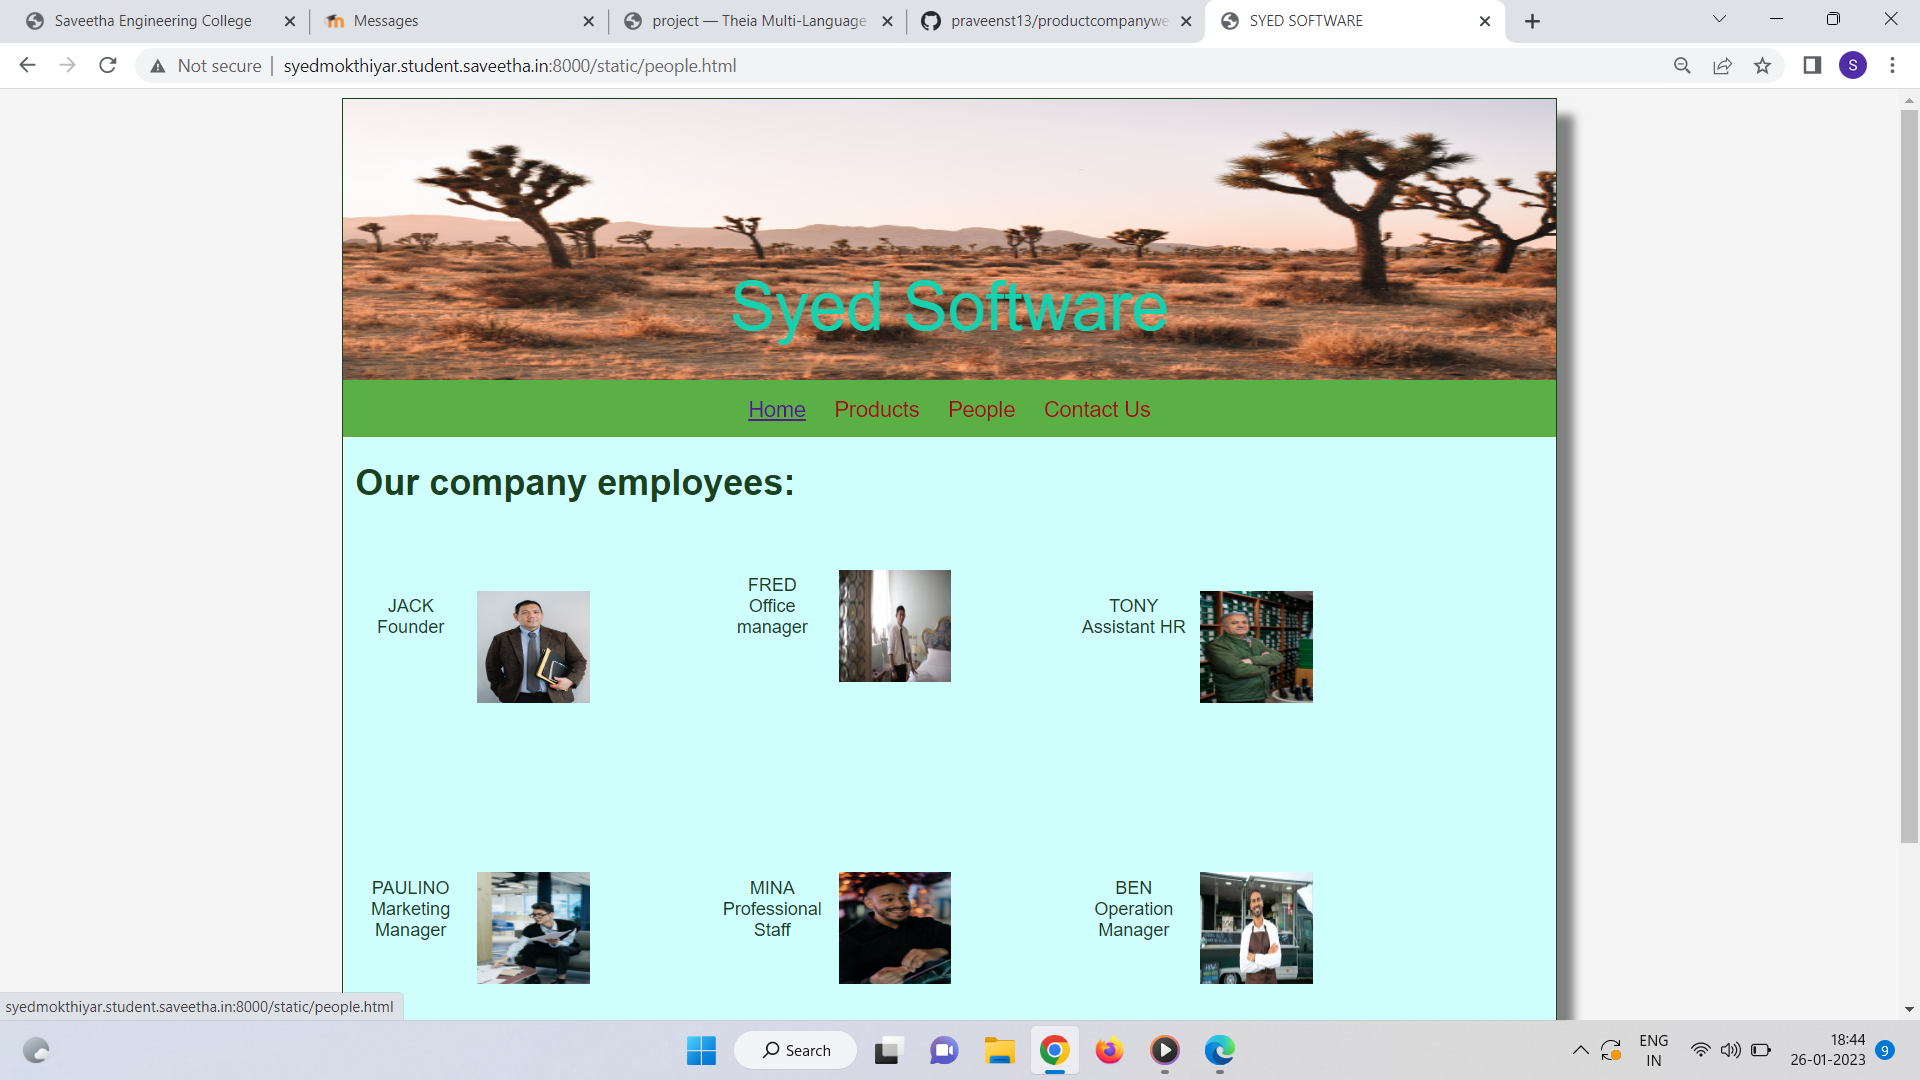 Saveetha Engineering College
Messages
project — Theia Multi-Language
praveenst13/productcompanywe
SYED SOFTWARE
Not secure
syedmokthiyar.student.saveetha.in:8000/static/people.html
S
Syed Software
Home Products People Contact Us
Our company employees:
JACK
Founder
FRED
Office
manager
TONY
Assistant HR
PAULINO
Marketing
Manager
MINA
Professional
Staff
BEN
Operation
Manager
syedmokthiyar.student.saveetha.in:8000/static/people.html
Search
ENG
IN
18:44
26-01-2023
9